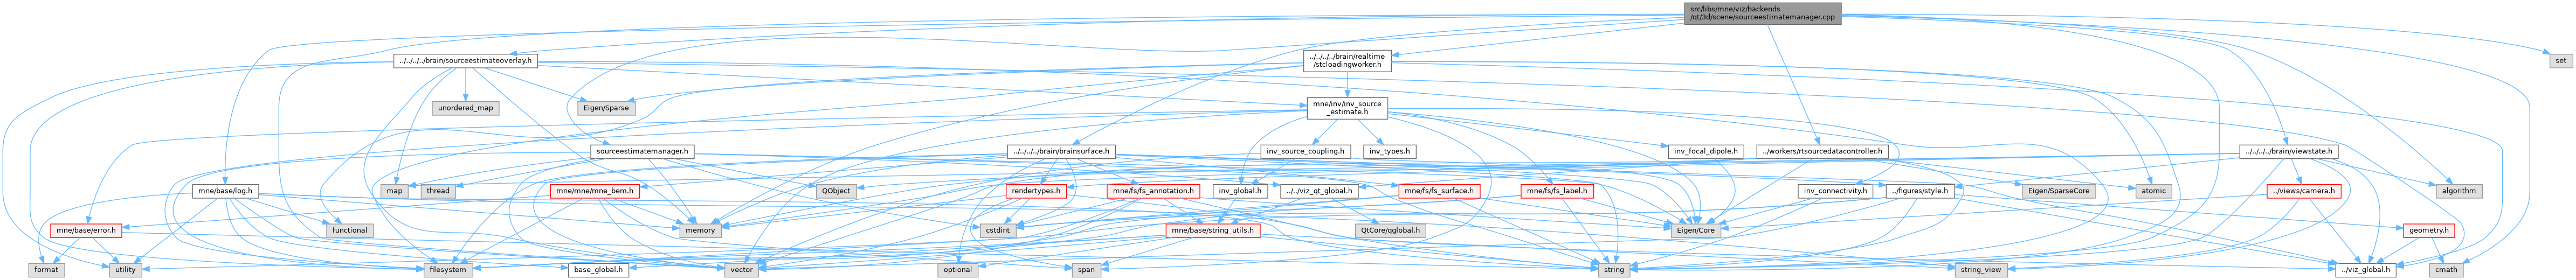 src/libs/mne/viz/backends
/qt/3d/scene/sourceestimatemanager.cpp
../../../../brain/sourceestimateoverlay.h
../../../../brain/realtime
/stcloadingworker.h
set
unordered_map
Eigen/Sparse
mne/inv/inv_source
_estimate.h
sourceestimatemanager.h
../../../../brain/brainsurface.h
inv_source_coupling.h
inv_types.h
inv_focal_dipole.h
../workers/rtsourcedatacontroller.h
../../../../brain/viewstate.h
mne/base/log.h
map
thread
mne/mne/mne_bem.h
QObject
rendertypes.h
mne/fs/fs_annotation.h
inv_global.h
../../viz_qt_global.h
mne/fs/fs_surface.h
mne/fs/fs_label.h
inv_connectivity.h
../figures/style.h
Eigen/SparseCore
../views/camera.h
atomic
algorithm
mne/base/error.h
functional
memory
cstdint
mne/base/string_utils.h
QtCore/qglobal.h
Eigen/Core
geometry.h
format
utility
filesystem
base_global.h
vector
optional
span
string
string_view
../viz_global.h
cmath